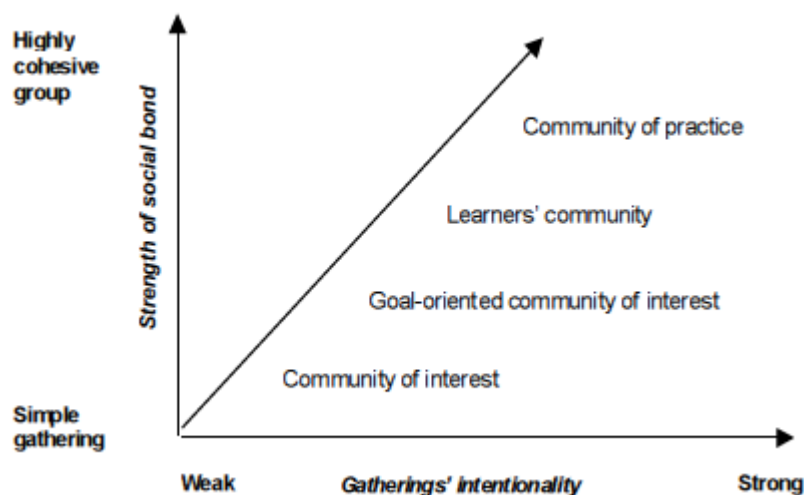 Highly
cohesive
group
Strength of social bond
Community of practice
Learners' community
Goal-oriented community of interest
Community of interest
Simple
gathering
Weak
Gatherings' intentionality
Strong